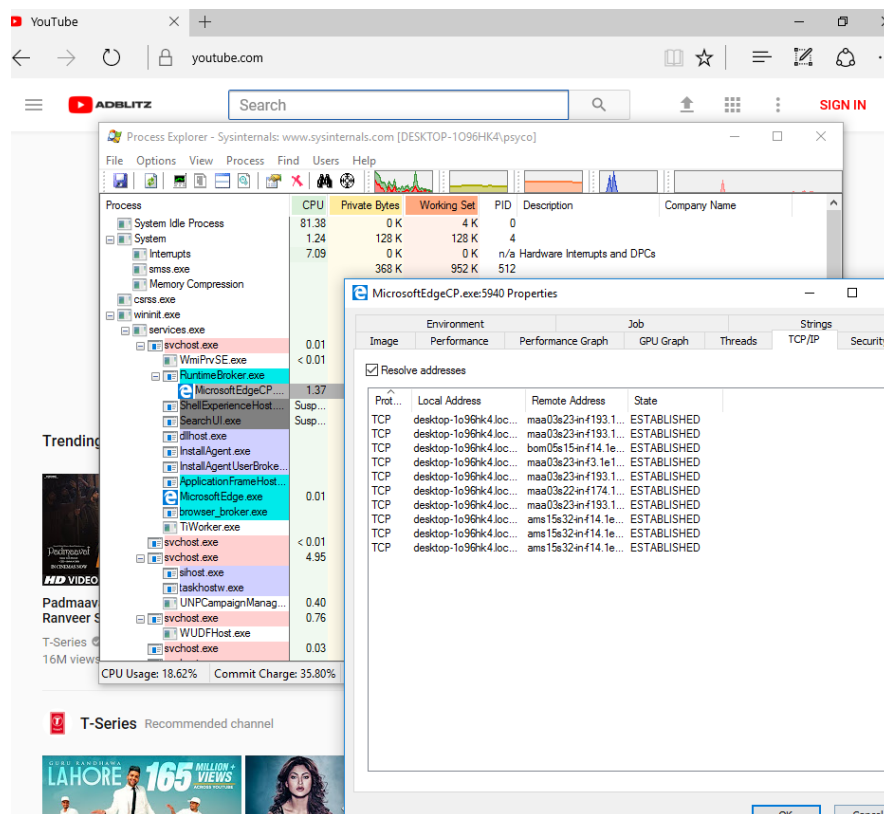 YouTube
youtube.com
ADBLITZ
Search
SIGN IN
Process Explorer - Sysinternals: www.sysinternals.com [DESKTOP-1O96HK4\psyco]
File Options View Process Find Users Help
Process CPU Private Bytes Working Set PID Description Company Name
System Idle Process 81.38 0 K 4 K 0
System 1.24 128 K 128 K 4
Interrupts 7.09 0 K 0 K n/a Hardware Interrupts and DPCs
smss.exe 368 K 952 K 512
Memory Compression
csrss.exe
wininit.exe
services.exe
svchost.exe 0.01
WmiPrvSE.exe < 0.01
RuntimeBroker.exe
MicrosoftEdgeCP.... 1.37
ShellExperienceHost.... Susp...
SearchUI.exe Susp...
dllhost.exe
InstallAgent.exe
InstallAgentUserBroke...
ApplicationFrameHost...
MicrosoftEdge.exe 0.01
browser_broker.exe
TiWorker.exe
svchost.exe < 0.01
svchost.exe 4.95
sihost.exe
taskhostw.exe
UNPCampaignManag... 0.40
svchost.exe 0.76
WUDFHost.exe
svchost.exe 0.03
CPU Usage: 18.62% Commit Charge: 35.80%
MicrosoftEdgeCP.exe:5940 Properties
Environment Job Strings
Image Performance Performance Graph GPU Graph Threads TCP/IP Security
Resolve addresses
Prot... Local Address Remote Address State
TCP desktop-1o96hk4.loc... maa03s23-in-f193.1... ESTABLISHED
TCP desktop-1o96hk4.loc... maa03s23-in-f193.1... ESTABLISHED
TCP desktop-1o96hk4.loc... bom05s15-in-f14.1e... ESTABLISHED
TCP desktop-1o96hk4.loc... maa03s23-in-f3.1e1... ESTABLISHED
TCP desktop-1o96hk4.loc... maa03s23-in-f193.1... ESTABLISHED
TCP desktop-1o96hk4.loc... maa03s22-in-f174.1... ESTABLISHED
TCP desktop-1o96hk4.loc... maa03s23-in-f193.1... ESTABLISHED
TCP desktop-1o96hk4.loc... ams15s32-in-f14.1e... ESTABLISHED
TCP desktop-1o96hk4.loc... ams15s32-in-f14.1e... ESTABLISHED
TCP desktop-1o96hk4.loc... ams15s32-in-f14.1e... ESTABLISHED
Trending
Padmaavat
IN CINEMAS NOW
HD VIDEO
Padmaav
Ranveer S
T-Series
16M views
T-Series Recommended channel
GURU RANDHAWA
LAHORE 165 MILLION +
VIEWS
ACROSS YOUTUBE